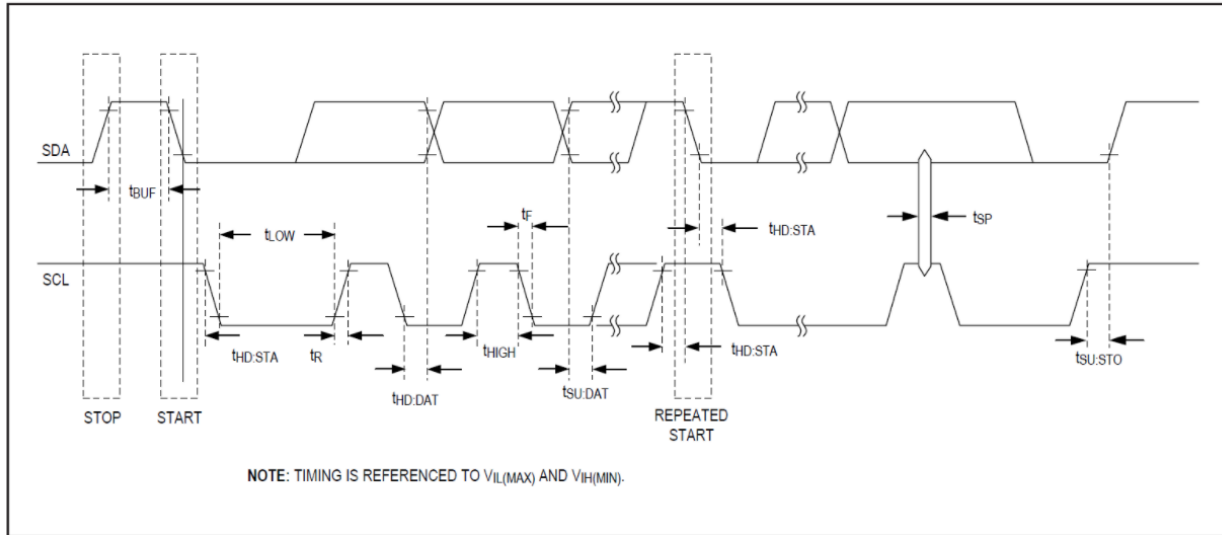 SDA
tBUF
tF
tLOW
tHD:STA
tSP
SCL
tHD:STA
tR
tHIGH
tHD:STA
tSU:STO
tHD:DAT
tSU:DAT
STOP
START
REPEATED
START
NOTE: TIMING IS REFERENCED TO VIL(MAX) AND VIH(MIN).